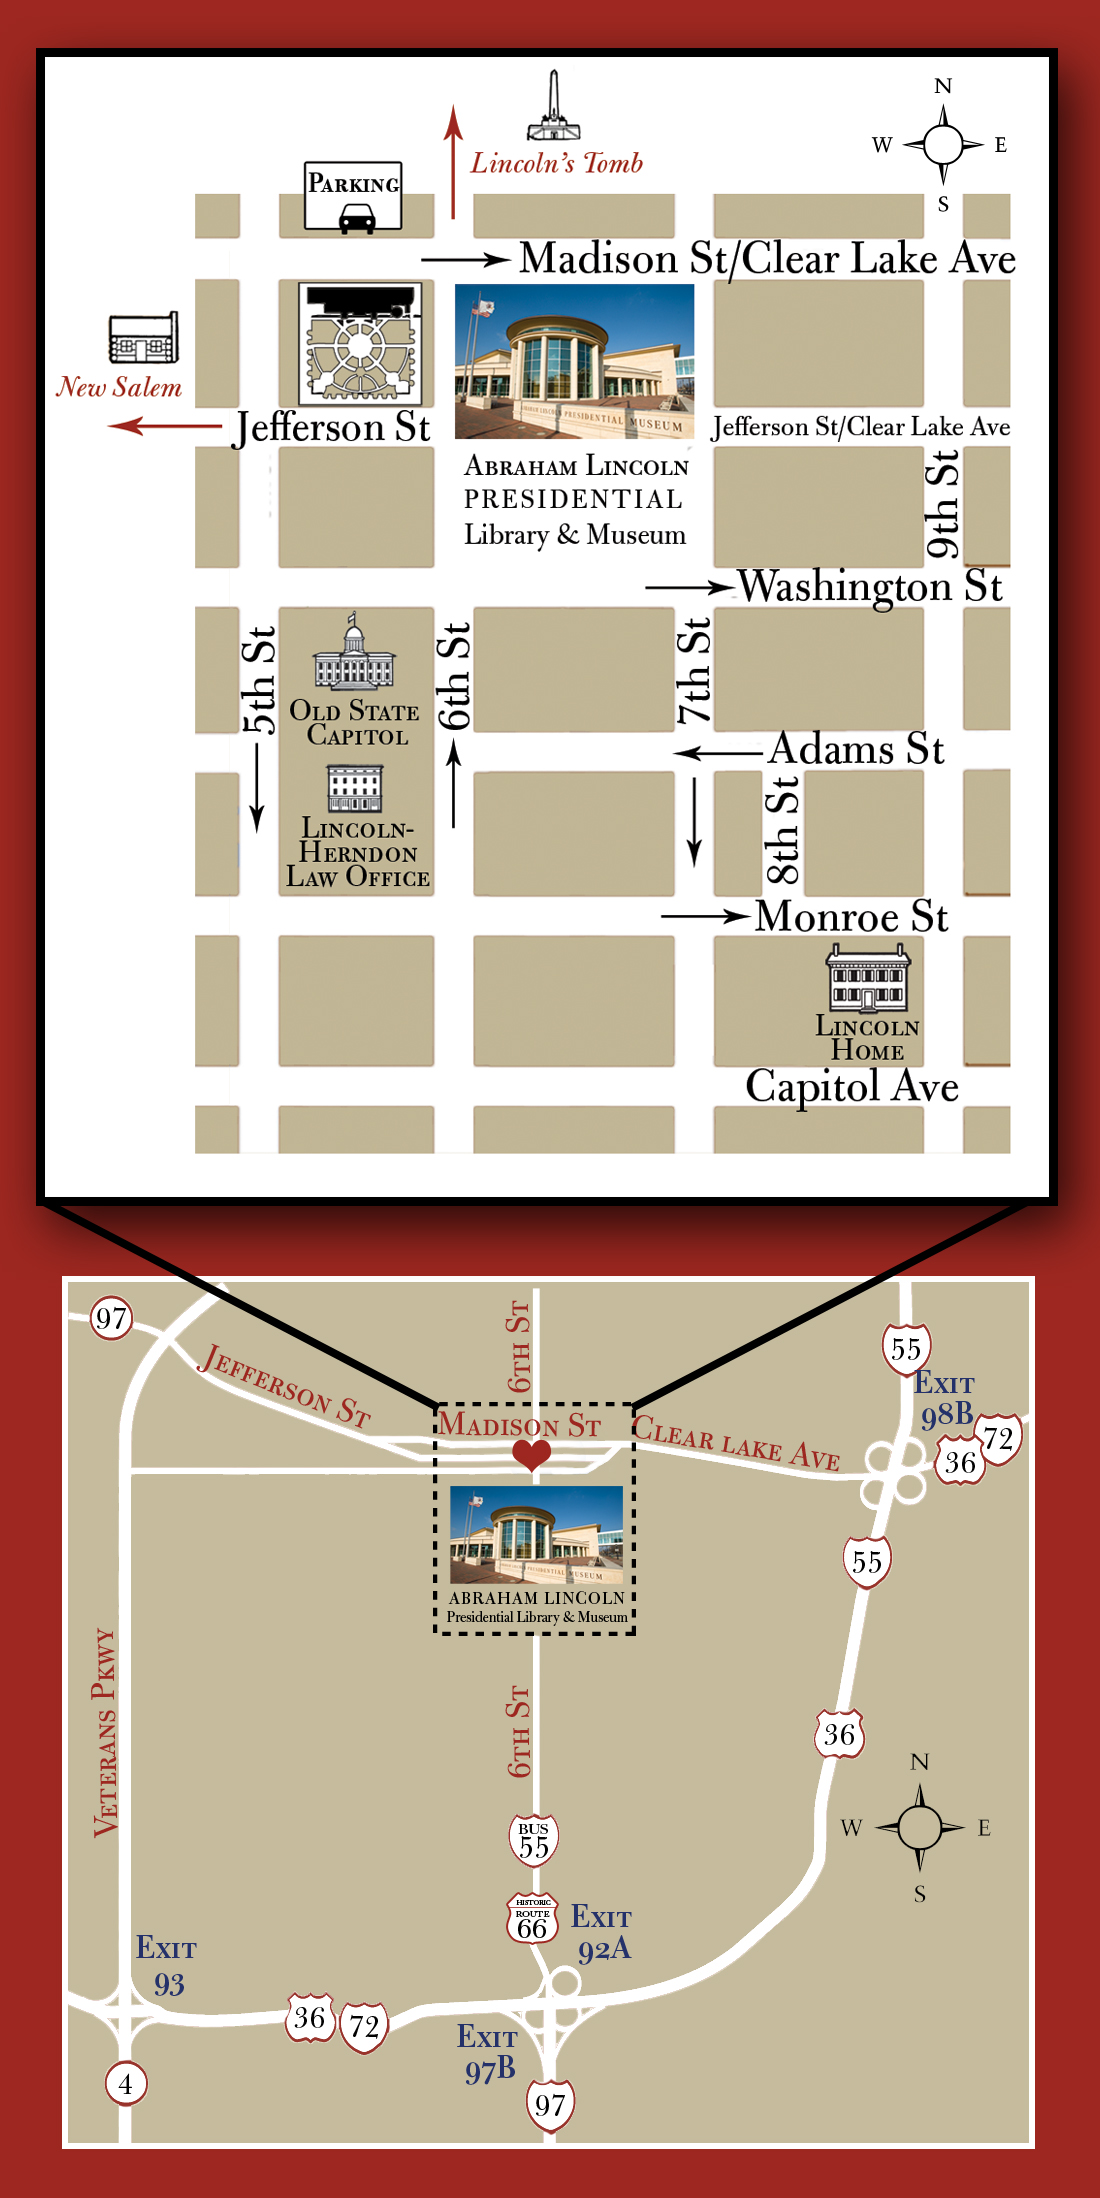 N
W E
S
Lincoln's Tomb
Parking
Madison St/Clear Lake Ave
New Salem
Jefferson St
Jefferson St/Clear Lake Ave
ABRAHAM LINCOLN PRESIDENTIAL MUSEUM
Abraham Lincoln
PRESIDENTIAL
Library & Museum
9th St
Washington St
5th St
6th St
7th St
Old State
Capitol
Adams St
8th St
Lincoln-
Herndon
Law Office
Monroe St
Lincoln
Home
Capitol Ave
97
Jefferson St
6th St
55
Exit
98B
Madison St
Clear lake Ave
36
72
55
ABRAHAM LINCOLN
Presidential Library & Museum
Veterans Pkwy
6th St
36
N
W E
S
BUS
55
HISTORIC
ROUTE
66
Exit
92A
Exit
93
36
72
Exit
97B
4
97